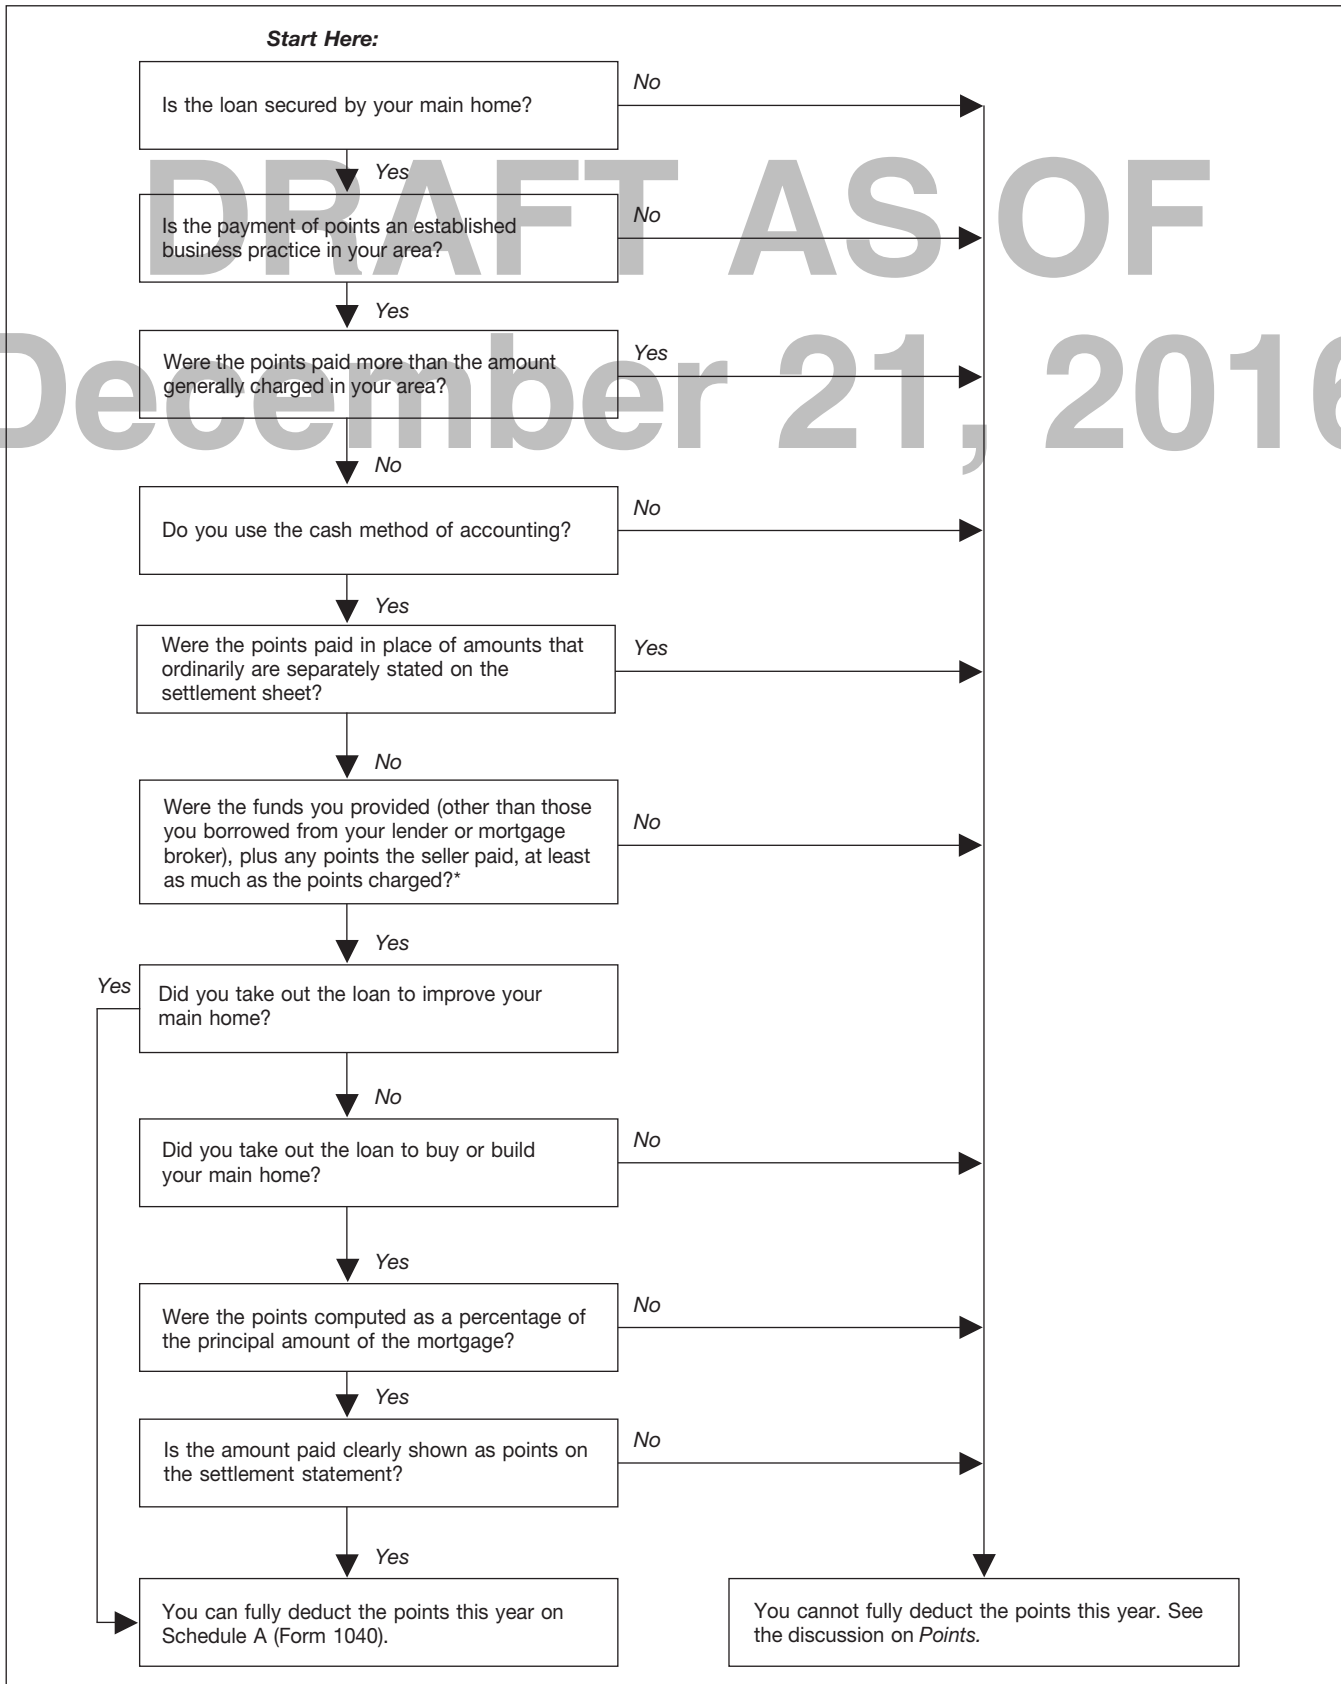 Start Here:
Is the loan secured by your main home?
No
Yes
DRAFT AS OF
Is the payment of points an established
business practice in your area?
No
Yes
December 21, 2016
Were the points paid more than the amount
generally charged in your area?
Yes
No
Do you use the cash method of accounting?
No
Yes
Were the points paid in place of amounts that
ordinarily are separately stated on the
settlement sheet?
Yes
No
Were the funds you provided (other than those
you borrowed from your lender or mortgage
broker), plus any points the seller paid, at least
as much as the points charged?*
No
Yes
Yes
Did you take out the loan to improve your
main home?
No
Did you take out the loan to buy or build
your main home?
No
Yes
Were the points computed as a percentage of
the principal amount of the mortgage?
No
Yes
Is the amount paid clearly shown as points on
the settlement statement?
No
Yes
You can fully deduct the points this year on
Schedule A (Form 1040).
You cannot fully deduct the points this year. See
the discussion on Points.